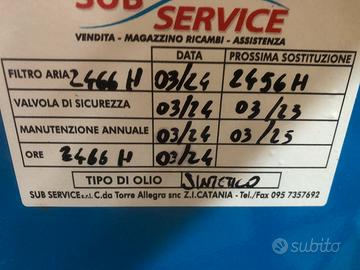 SUB SERVICE
VENDITA - MAGAZZINO RICAMBI - ASSISTENZA
DATA PROSSIMA SOSTITUZIONE
FILTRO ARIA 2466 H 03/24 2456 H
VALVOLA DI SICUREZZA 03/24 03/25
MANUTENZIONE ANNUALE 03/24 03/25
ORE 2466 H 03/24
TIPO DI OLIO SINTETICO
SUB SERVICE s.r.l. C.da Torre Allegra snc Z.I. CATANIA - Tel./Fax 095 7357692
subito